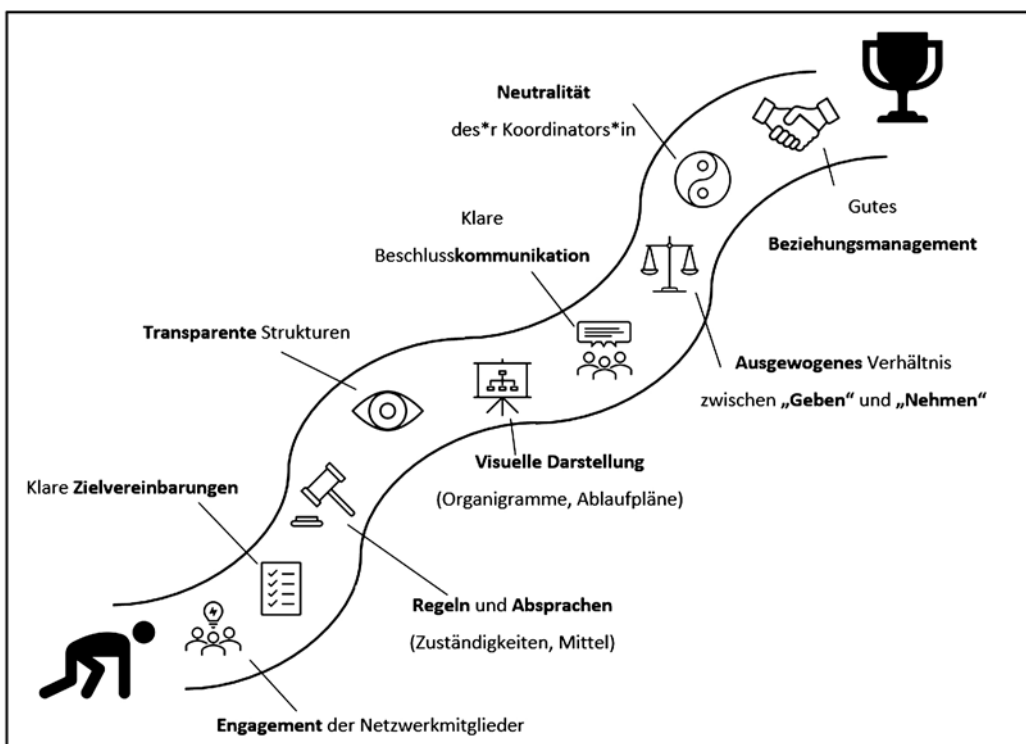 Neutralität
des*r Koordinators*in
Gutes
Beziehungsmanagement
Klare
Beschlusskommunikation
Transparente Strukturen
Ausgewogenes Verhältnis
zwischen „Geben“ und „Nehmen“
Visuelle Darstellung
(Organigramme, Ablaufpläne)
Klare Zielvereinbarungen
Regeln und Absprachen
(Zuständigkeiten, Mittel)
Engagement der Netzwerkmitglieder